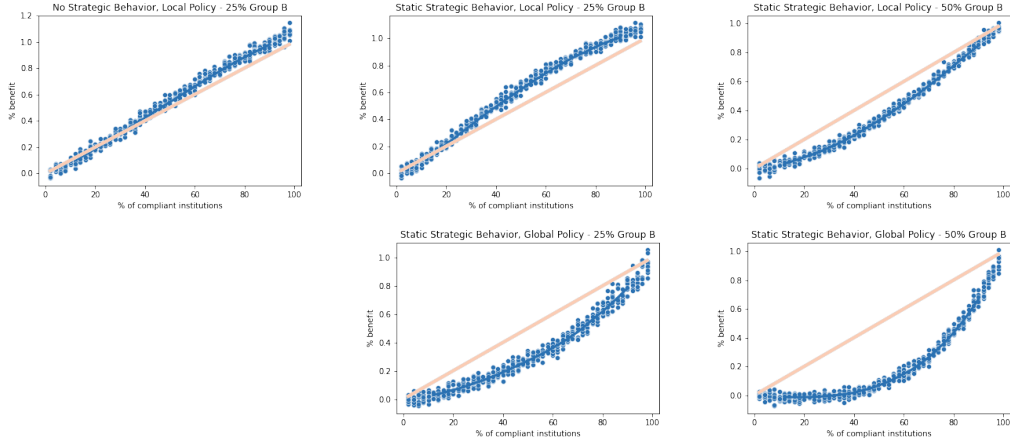 No Strategic Behavior, Local Policy - 25% Group B
1.2
1.0
0.8
0.6
0.4
0.2
0.0
% benefit
0 20 40 60 80 100
% of compliant institutions
Static Strategic Behavior, Local Policy - 25% Group B
1.0
0.8
0.6
0.4
0.2
0.0
% benefit
0 20 40 60 80 100
% of compliant institutions
Static Strategic Behavior, Local Policy - 50% Group B
1.0
0.8
0.6
0.4
0.2
0.0
% benefit
0 20 40 60 80 100
% of compliant institutions
Static Strategic Behavior, Global Policy - 25% Group B
1.0
0.8
0.6
0.4
0.2
0.0
% benefit
0 20 40 60 80 100
% of compliant institutions
Static Strategic Behavior, Global Policy - 50% Group B
1.0
0.8
0.6
0.4
0.2
0.0
% benefit
0 20 40 60 80 100
% of compliant institutions